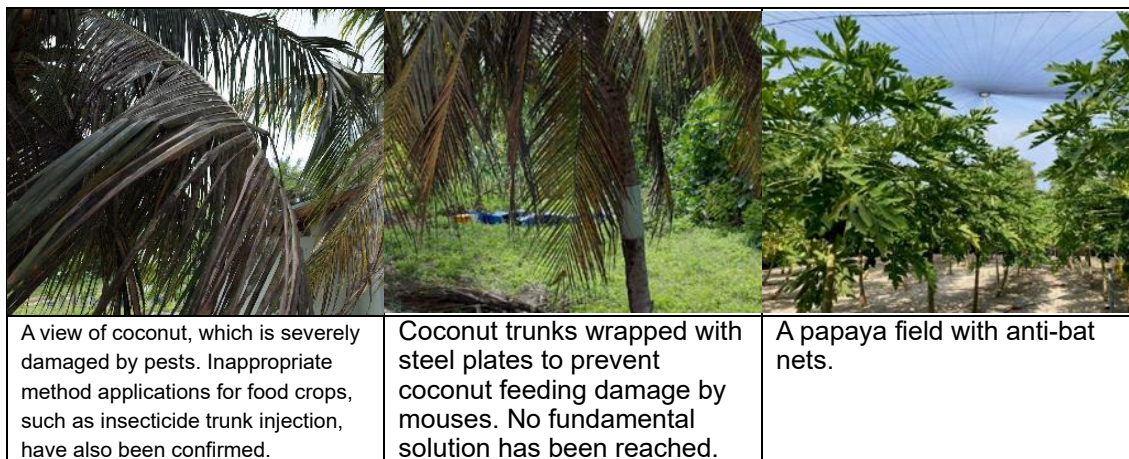 A view of coconut, which is severely
damaged by pests. Inappropriate
method applications for food crops,
such as insecticide trunk injection,
have also been confirmed.
Coconut trunks wrapped with
steel plates to prevent
coconut feeding damage by
mouses. No fundamental
solution has been reached.
A papaya field with anti-bat
nets.